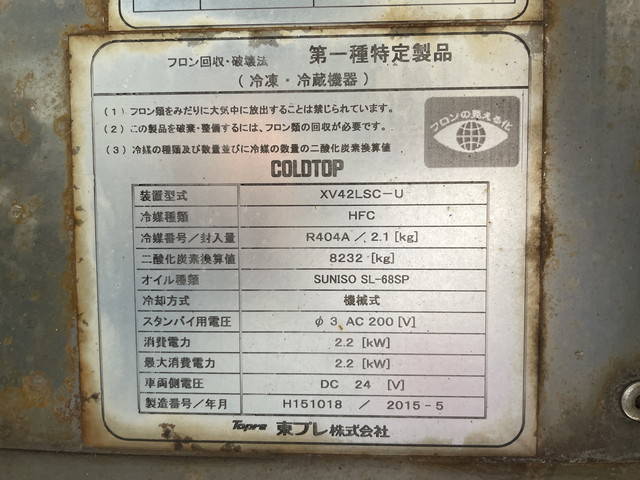 フロン回収・破壊法 第一種特定製品
(冷凍・冷蔵機器)
(1) フロン類をみだりに大気中に放出することは禁じられています。
(2) この製品を破棄・整備するには、フロン類の回収が必要です。
(3) 冷媒の種類及び数量並びに冷媒の数量の二酸化炭素換算値
フロンの見える化
COLDTOP
装置型式 XV42LSC-U
冷媒種類 HFC
冷媒番号/封入量 R404A / 2.1 [kg]
二酸化炭素換算値 8232 [kg]
オイル種類 SUNISO SL-68SP
冷却方式 機械式
スタンバイ用電圧 φ3 AC 200 [V]
消費電力 2.2 [kW]
最大消費電力 2.2 [kW]
車両側電圧 DC 24 [V]
製造番号/年月 H151018 / 2015-5
Topre 東プレ株式会社